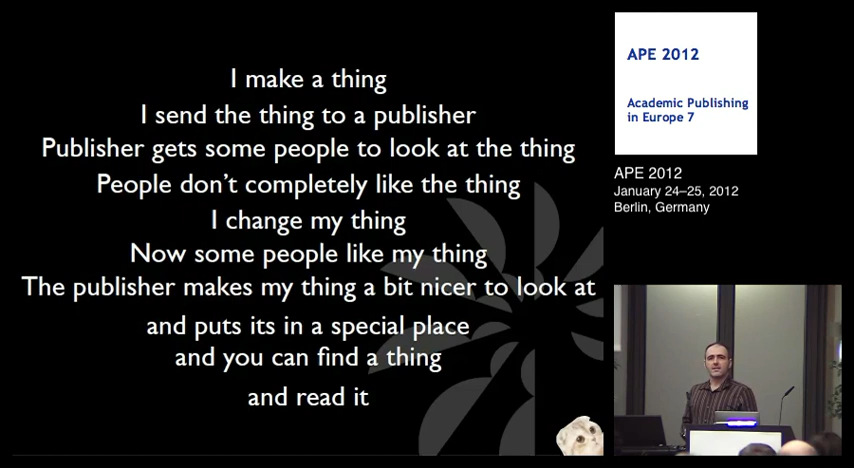 I make a thing
I send the thing to a publisher
Publisher gets some people to look at the thing
People don't completely like the thing
I change my thing
Now some people like my thing
The publisher makes my thing a bit nicer to look at
and puts its in a special place
and you can find a thing
and read it
APE 2012
Academic Publishing
in Europe 7
APE 2012
January 24–25, 2012
Berlin, Germany